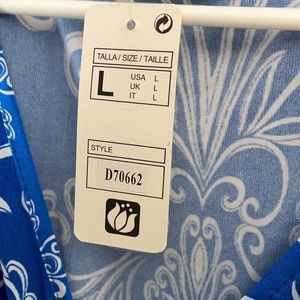 TALLA / SIZE / TAILLE
L
USA L
UK L
IT L
STYLE
D70662